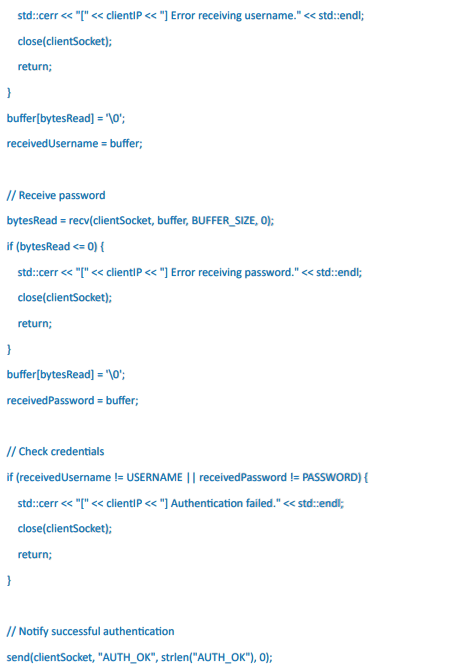 std::cerr << "[" << clientIP << "] Error receiving username." << std::endl;
close(clientSocket);
return;
}
buffer[bytesRead] = '\0';
receivedUsername = buffer;
// Receive password
bytesRead = recv(clientSocket, buffer, BUFFER_SIZE, 0);
if (bytesRead <= 0) {
std::cerr << "[" << clientIP << "] Error receiving password." << std::endl;
close(clientSocket);
return;
}
buffer[bytesRead] = '\0';
receivedPassword = buffer;
// Check credentials
if (receivedUsername != USERNAME || receivedPassword != PASSWORD) {
std::cerr << "[" << clientIP << "] Authentication failed." << std::endl;
close(clientSocket);
return;
}
// Notify successful authentication
send(clientSocket, "AUTH_OK", strlen("AUTH_OK"), 0);